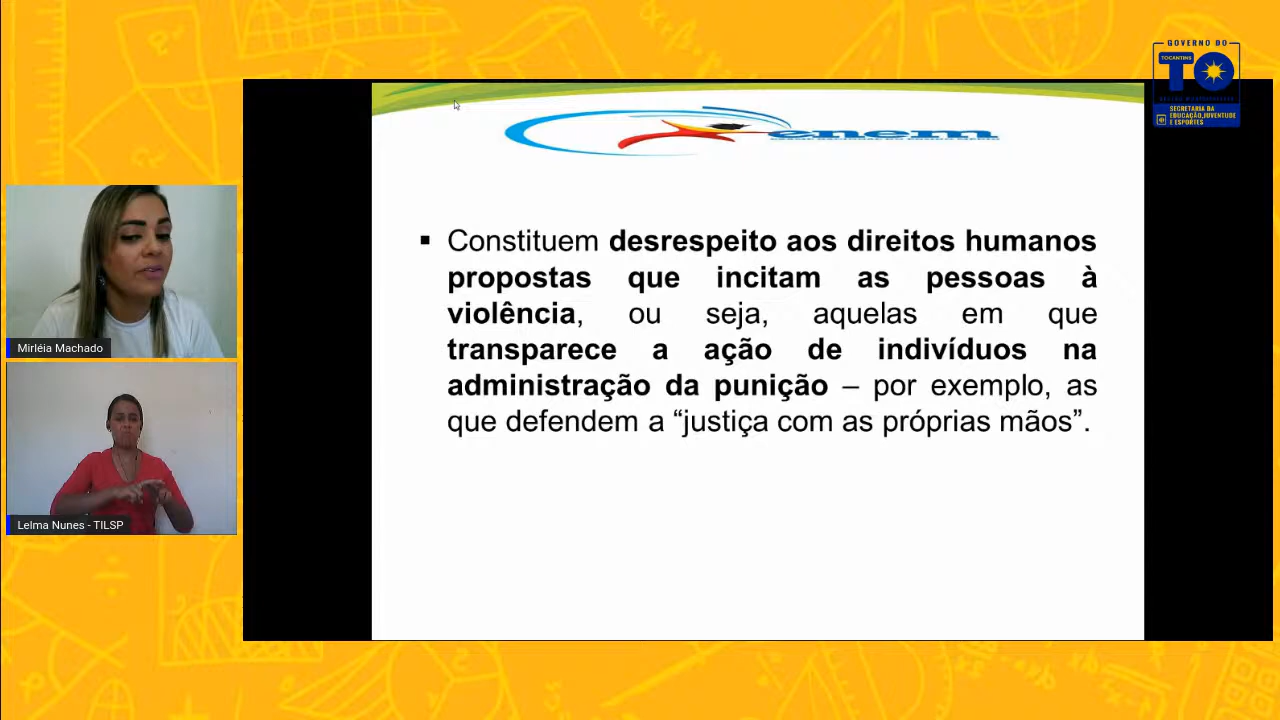 GOVERNO DO
TOCANTINS
TO
SECRETARIA DA
EDUCAÇÃO, JUVENTUDE
E ESPORTES
enem
▪ Constituem desrespeito aos direitos humanos
propostas que incitam as pessoas à
violência, ou seja, aquelas em que
transparece a ação de indivíduos na
administração da punição – por exemplo, as
que defendem a “justiça com as próprias mãos”.
Mirléia Machado
Lelma Nunes - TILSP